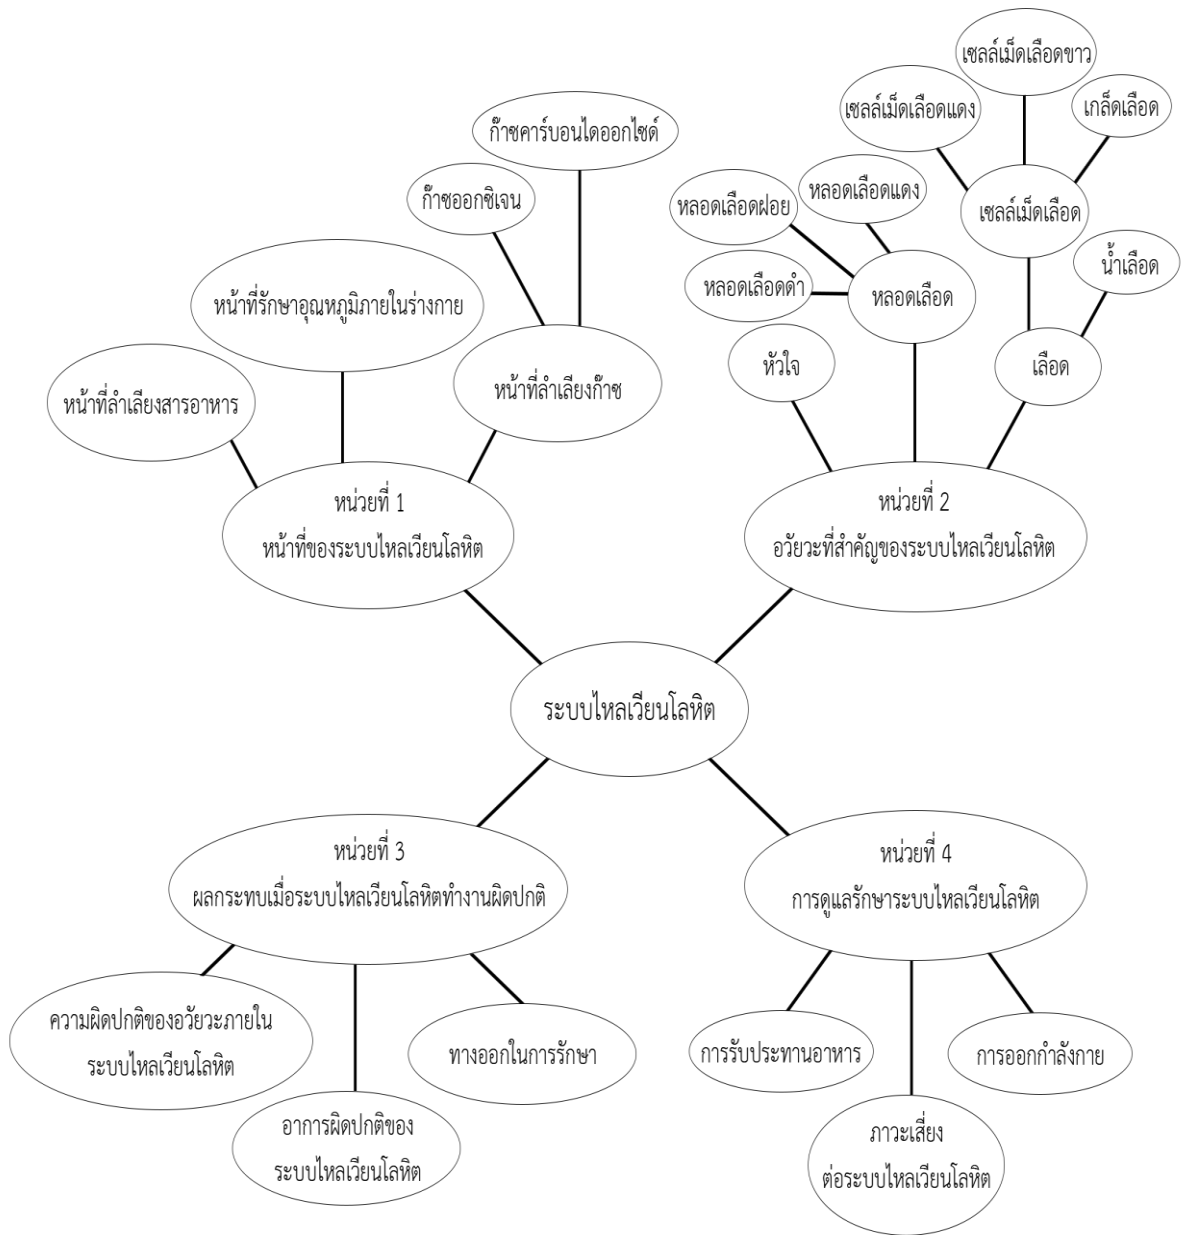 เซลล์เม็ดเลือดขาว
เซลล์เม็ดเลือดแดง
เกล็ดเลือด
ก๊าซคาร์บอนไดออกไซด์
ก๊าซออกซิเจน
หลอดเลือดแดง
หลอดเลือดฝอย
เซลล์เม็ดเลือด
น้ำเลือด
หลอดเลือดดำ
หลอดเลือด
หน้าที่รักษาอุณหภูมิภายในร่างกาย
หัวใจ
เลือด
หน้าที่ลำเลียงก๊าซ
หน้าที่ลำเลียงสารอาหาร
หน่วยที่ 1
หน้าที่ของระบบไหลเวียนโลหิต
หน่วยที่ 2
อวัยวะที่สำคัญของระบบไหลเวียนโลหิต
ระบบไหลเวียนโลหิต
หน่วยที่ 3
ผลกระทบเมื่อระบบไหลเวียนโลหิตทำงานผิดปกติ
หน่วยที่ 4
การดูแลรักษาระบบไหลเวียนโลหิต
ความผิดปกติของอวัยวะภายใน
ระบบไหลเวียนโลหิต
ทางออกในการรักษา
การรับประทานอาหาร
การออกกำลังกาย
อาการผิดปกติของ
ระบบไหลเวียนโลหิต
ภาวะเสี่ยง
ต่อระบบไหลเวียนโลหิต